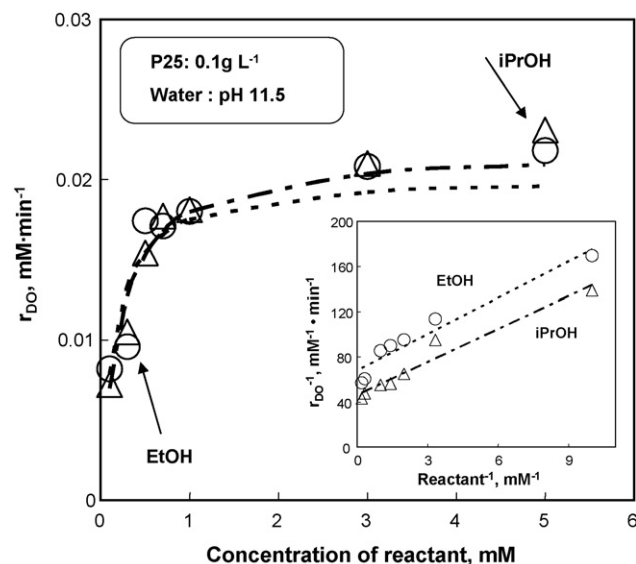 0.03
P25: 0.1g L⁻¹
Water : pH 11.5
iPrOH
0.02
r_DO, mM·min⁻¹
0.01
EtOH
0
0 1 2 3 4 5 6
Concentration of reactant, mM
200
160
EtOH
120
r_DO⁻¹, mM⁻¹ • min⁻¹
80
iPrOH
40
0
0 3 6 9
Reactant⁻¹, mM⁻¹